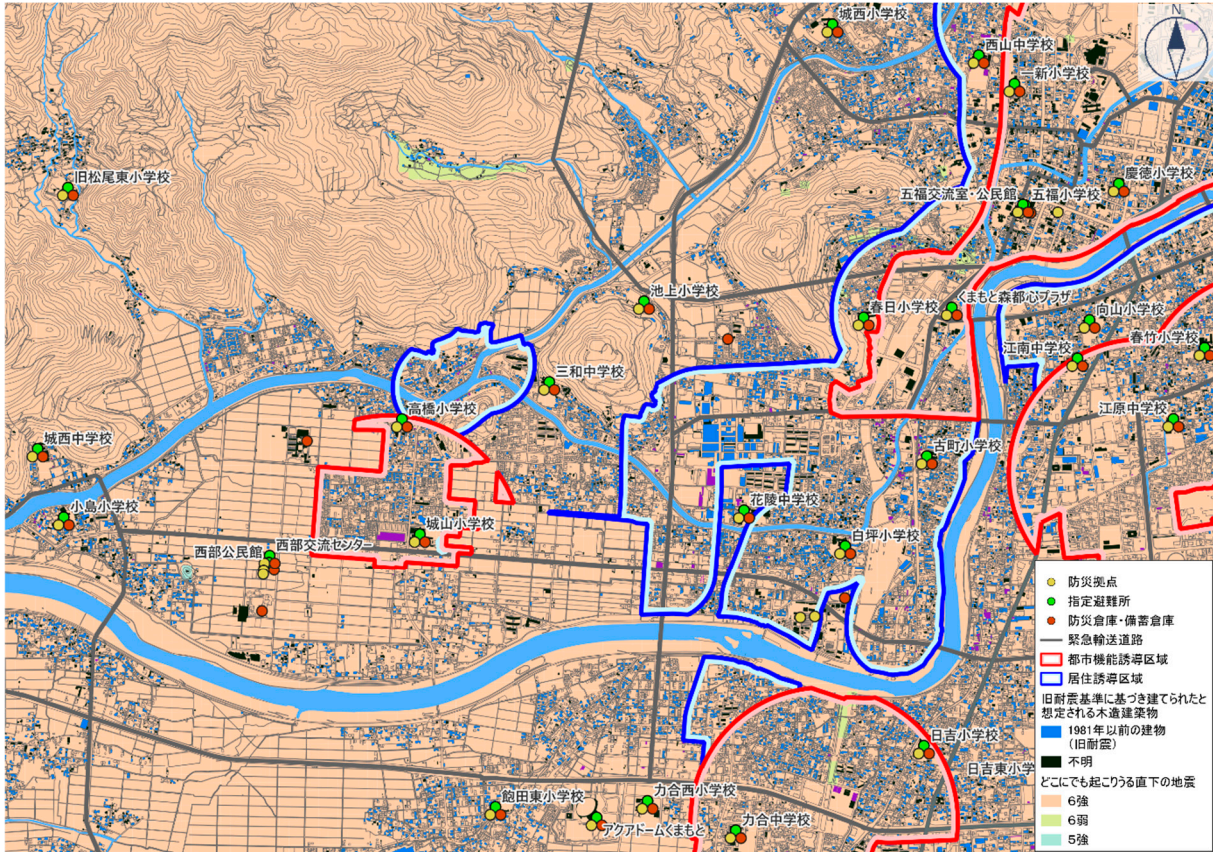 城西小学校
N
西山中学校
一新小学校
旧松尾東小学校
慶徳小学校
五福交流室・公民館
五福小学校
池上小学校
春日小学校
くまもと森都心プラザ
向山小学校
江南中学校
春竹小学校
三和中学校
高橋小学校
江原中学校
城西中学校
古町小学校
小島小学校
花陵中学校
城山小学校
白坪小学校
西部公民館
西部交流センター
防災拠点
指定避難所
防災倉庫・備蓄倉庫
緊急輸送道路
都市機能誘導区域
居住誘導区域
旧耐震基準に基づき建てられたと
想定される木造建築物
1981年以前の建物
(旧耐震)
不明
どこにでも起こりうる直下の地震
6強
6弱
5強
日吉小学校
日吉東小学
飽田東小学校
力合西小学校
アクアドームくまもと
力合中学校